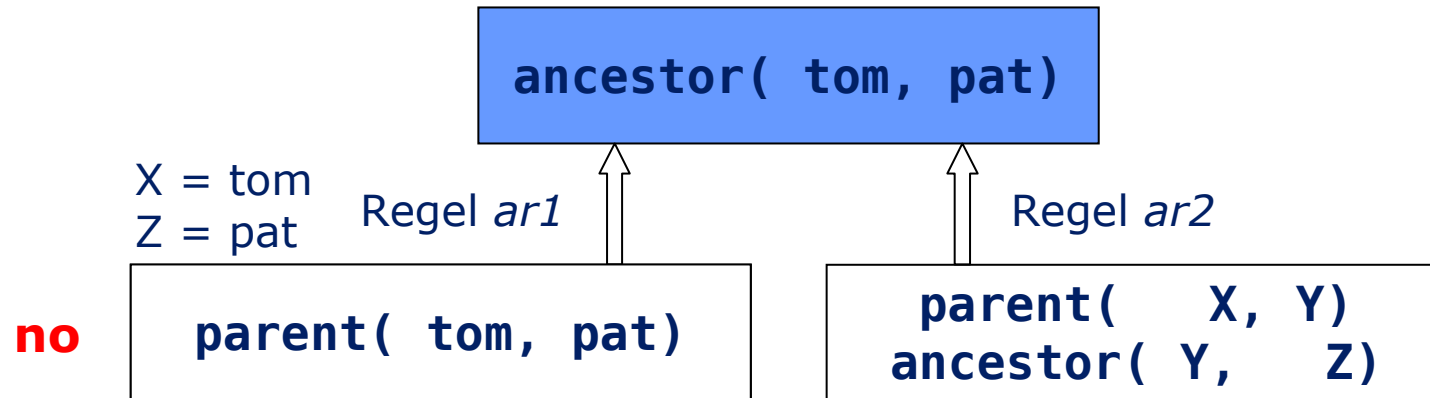 ancestor( tom, pat)
X = tom
Z = pat
Regel ar1
Regel ar2
no
parent( tom, pat)
parent( X, Y)
ancestor( Y, Z)